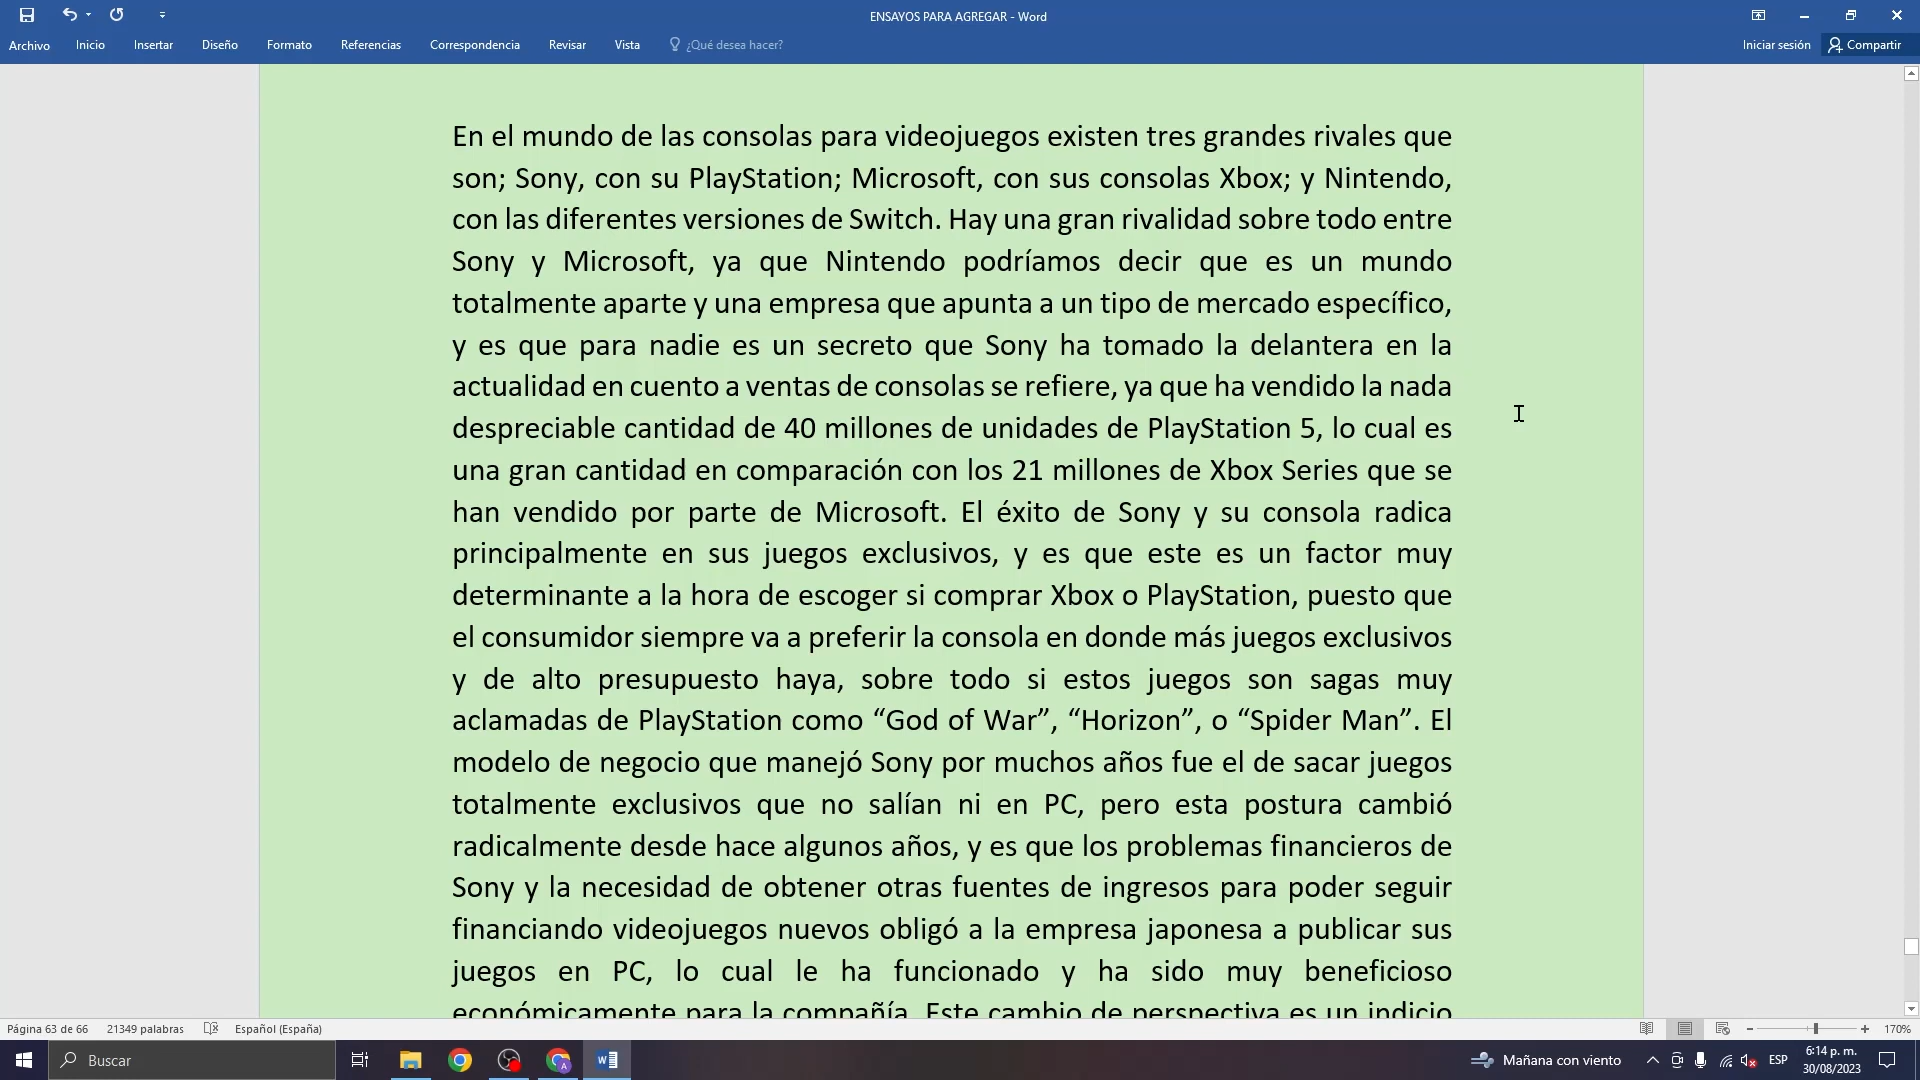 ENSAYOS PARA AGREGAR - Word
Archivo Inicio Insertar Diseño Formato Referencias Correspondencia Revisar Vista ¿Qué desea hacer? Iniciar sesión Compartir
En el mundo de las consolas para videojuegos existen tres grandes rivales que
son; Sony, con su PlayStation; Microsoft, con sus consolas Xbox; y Nintendo,
con las diferentes versiones de Switch. Hay una gran rivalidad sobre todo entre
Sony y Microsoft, ya que Nintendo podríamos decir que es un mundo
totalmente aparte y una empresa que apunta a un tipo de mercado específico,
y es que para nadie es un secreto que Sony ha tomado la delantera en la
actualidad en cuento a ventas de consolas se refiere, ya que ha vendido la nada
despreciable cantidad de 40 millones de unidades de PlayStation 5, lo cual es
una gran cantidad en comparación con los 21 millones de Xbox Series que se
han vendido por parte de Microsoft. El éxito de Sony y su consola radica
principalmente en sus juegos exclusivos, y es que este es un factor muy
determinante a la hora de escoger si comprar Xbox o PlayStation, puesto que
el consumidor siempre va a preferir la consola en donde más juegos exclusivos
y de alto presupuesto haya, sobre todo si estos juegos son sagas muy
aclamadas de PlayStation como “God of War”, “Horizon”, o “Spider Man”. El
modelo de negocio que manejó Sony por muchos años fue el de sacar juegos
totalmente exclusivos que no salían ni en PC, pero esta postura cambió
radicalmente desde hace algunos años, y es que los problemas financieros de
Sony y la necesidad de obtener otras fuentes de ingresos para poder seguir
financiando videojuegos nuevos obligó a la empresa japonesa a publicar sus
juegos en PC, lo cual le ha funcionado y ha sido muy beneficioso
económicamente para la compañía. Este cambio de perspectiva es un indicio
Página 63 de 66 21349 palabras Español (España) 170%
Buscar Mañana con viento ESP 6:14 p. m.
30/08/2023